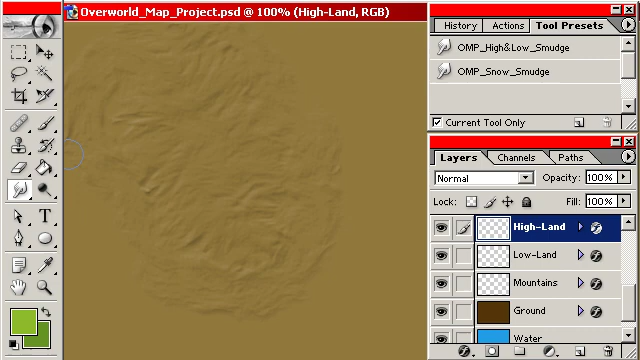 Overworld_Map_Project.psd @ 100% (High-Land, RGB)
History Actions Tool Presets
OMP_High&Low_Smudge
OMP_Snow_Smudge
Current Tool Only
Layers Channels Paths
Normal Opacity: 100%
Lock: Fill: 100%
High-Land
Low-Land
Mountains
Ground
Water
T